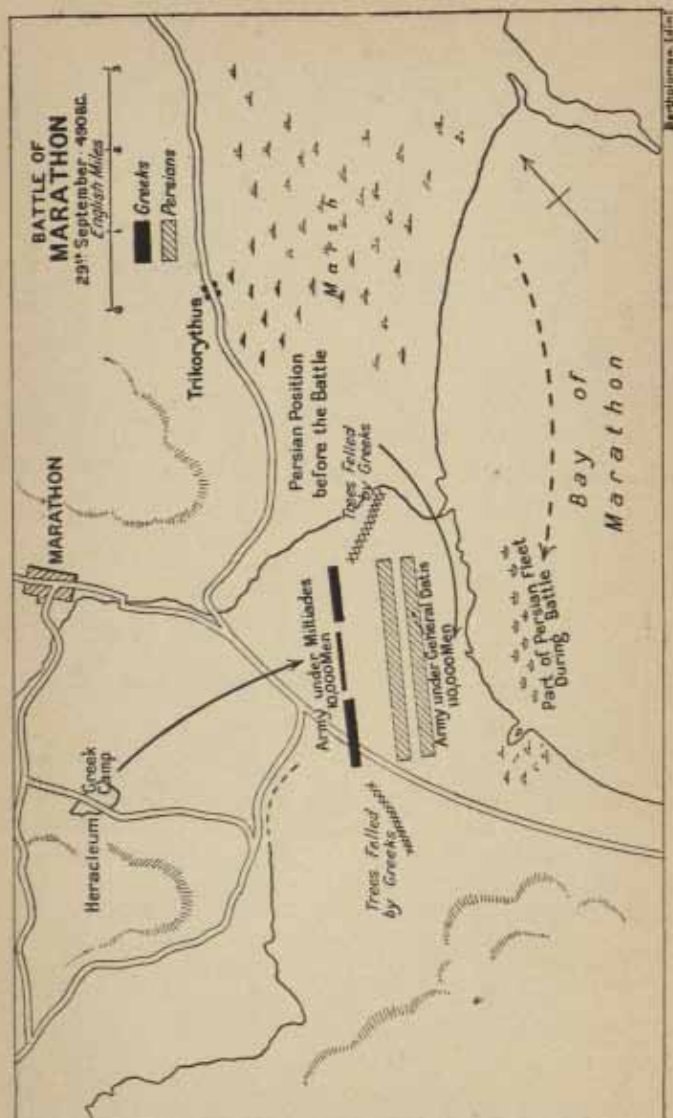 BATTLE OF
MARATHON
29th September · 490 B.C.
English Miles
Greeks
Persians
MARATHON
Trikorythus
Marsh
Heracleum
Greek
Camp
Army under Miltiades
10,000 Men
Persian Position
before the Battle
Trees Felled
by Greeks
Army under General Datis
110,000 Men
Trees Felled
by Greeks
Part of Persian Fleet
During Battle
Bay of
Marathon
Bartholomew, Edinr